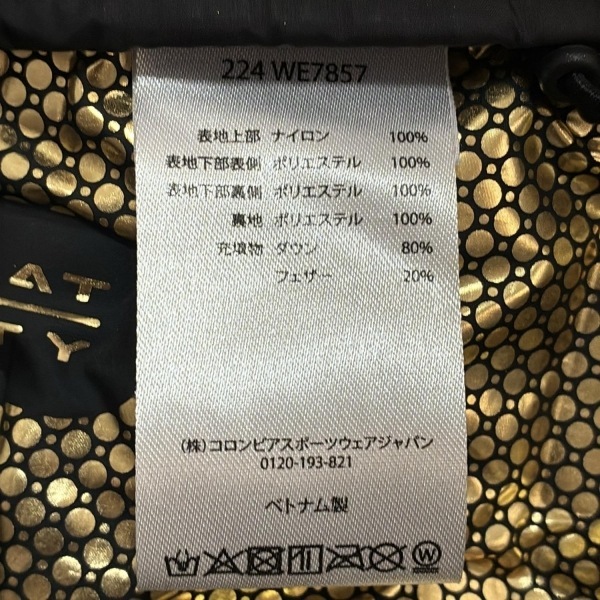 224 WE7857
表地上部 ナイロン 100%
表地下部表側 ポリエステル 100%
表地下部裏側 ポリエステル 100%
裏地 ポリエステル 100%
充填物 ダウン 80%
フェザー 20%
AT
TY
(株)コロンビアスポーツウェアジャパン
0120-193-821
ベトナム製
W